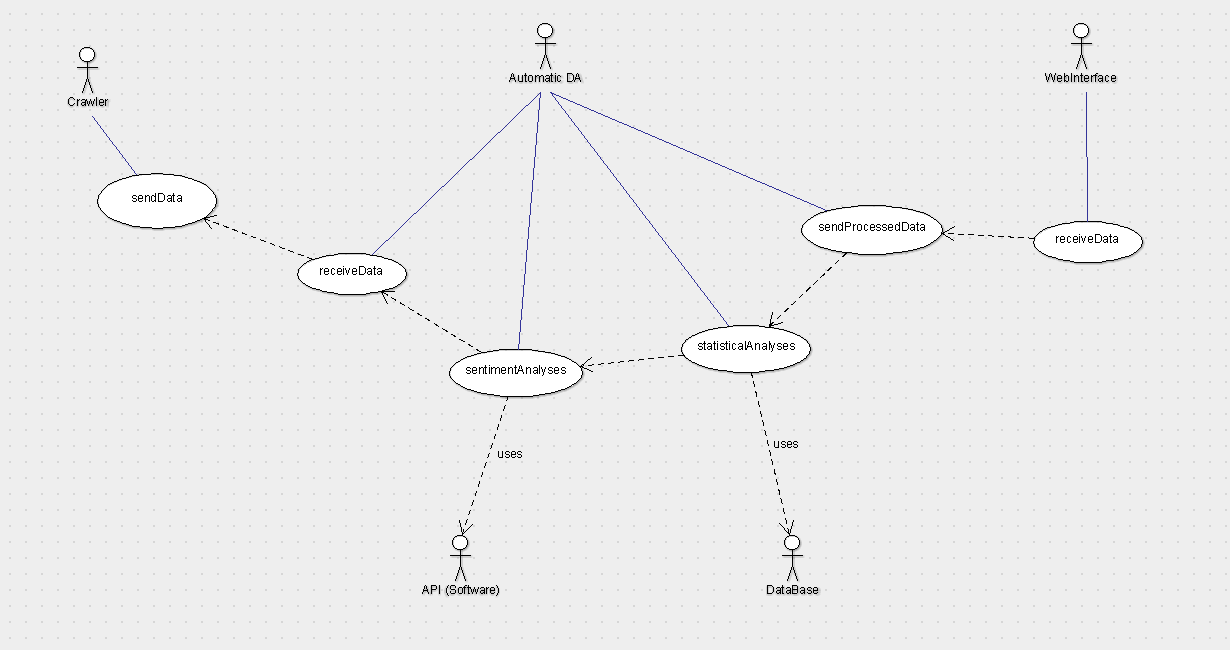 Automatic DA
WebInterface
Crawler
sendData
sendProcessedData
receiveData
receiveData
statisticalAnalyses
sentimentAnalyses
uses
uses
API (Software)
DataBase